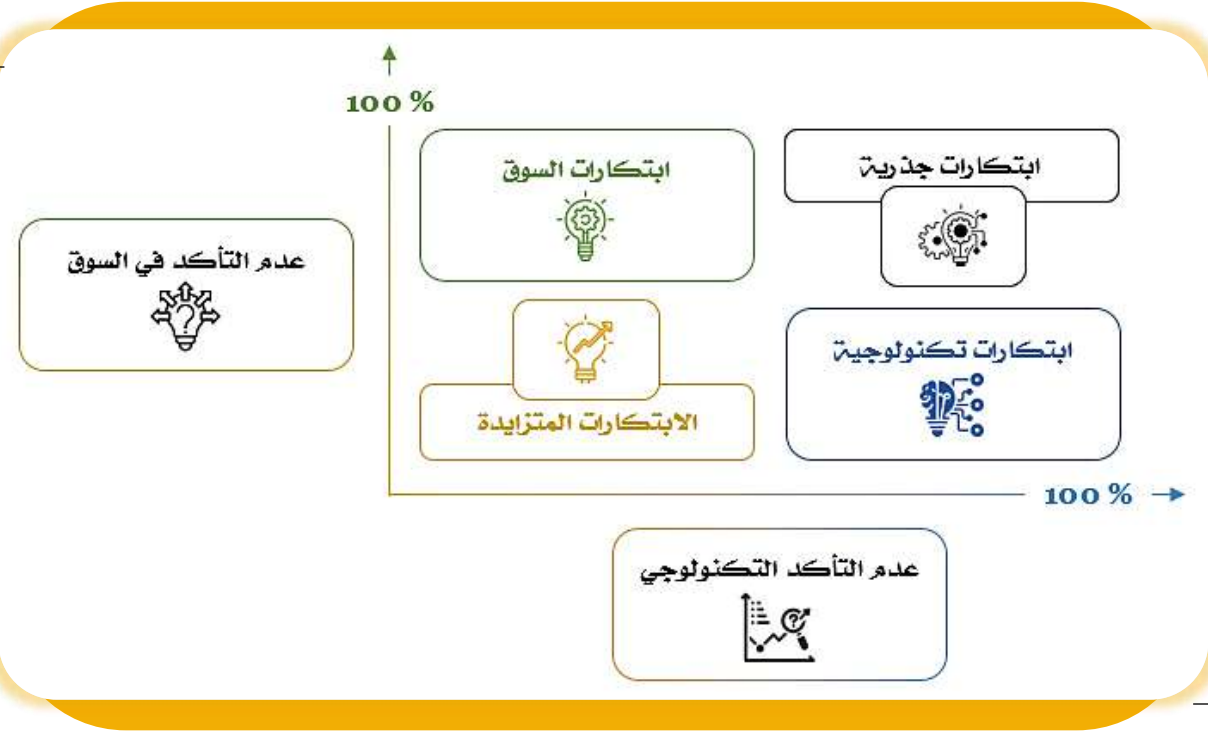 100 %
ابتكارات جذرية
ابتكارات السوق
عدم التأكد في السوق
ابتكارات تكنولوجية
الابتكارات المتزايدة
100 %
عدم التأكد التكنولوجي